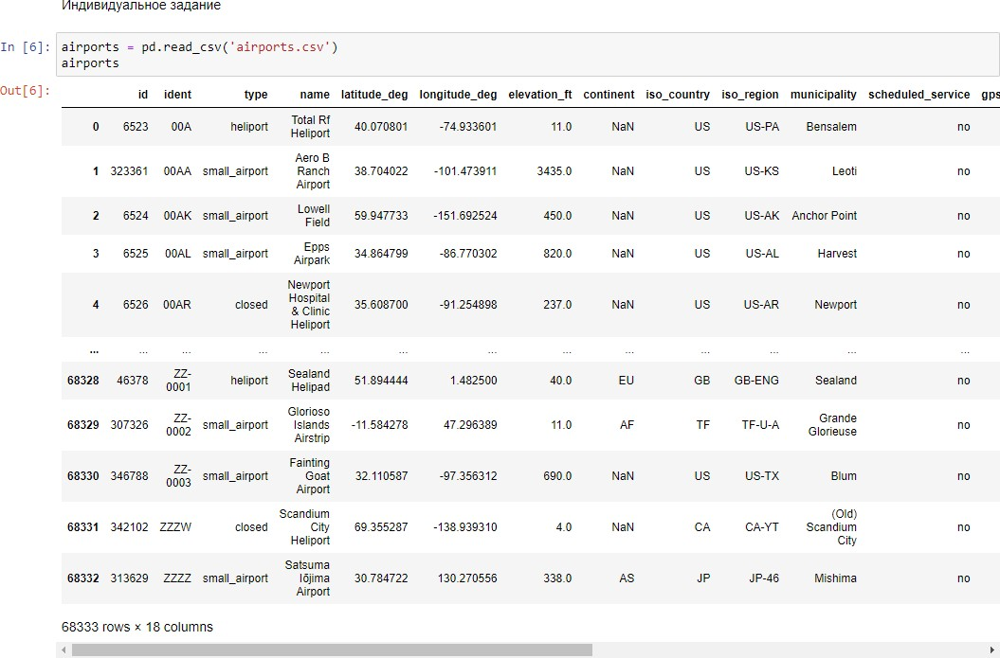 Индивидуальное задание
In [6]: airports = pd.read_csv('airports.csv')
airports
Out[6]:
id ident type name latitude_deg longitude_deg elevation_ft continent iso_country iso_region municipality scheduled_service gps
0 6523 00A heliport Total Rf Heliport 40.070801 -74.933601 11.0 NaN US US-PA Bensalem no
1 323361 00AA small_airport Aero B Ranch Airport 38.704022 -101.473911 3435.0 NaN US US-KS Leoti no
2 6524 00AK small_airport Lowell Field 59.947733 -151.692524 450.0 NaN US US-AK Anchor Point no
3 6525 00AL small_airport Epps Airpark 34.864799 -86.770302 820.0 NaN US US-AL Harvest no
4 6526 00AR closed Newport Hospital & Clinic Heliport 35.608700 -91.254898 237.0 NaN US US-AR Newport no
... ... ... ... ... ... ... ... ... ... ... ... ...
68328 46378 ZZ-0001 heliport Sealand Helipad 51.894444 1.482500 40.0 EU GB GB-ENG Sealand no
68329 307326 ZZ-0002 small_airport Glorioso Islands Airstrip -11.584278 47.296389 11.0 AF TF TF-U-A Grande Glorieuse no
68330 346788 ZZ-0003 small_airport Fainting Goat Airport 32.110587 -97.356312 690.0 NaN US US-TX Blum no
68331 342102 ZZZW closed Scandium City Heliport 69.355287 -138.939310 4.0 NaN CA CA-YT (Old) Scandium City no
68332 313629 ZZZZ small_airport Satsuma Iōjima Airport 30.784722 130.270556 338.0 AS JP JP-46 Mishima no
68333 rows × 18 columns